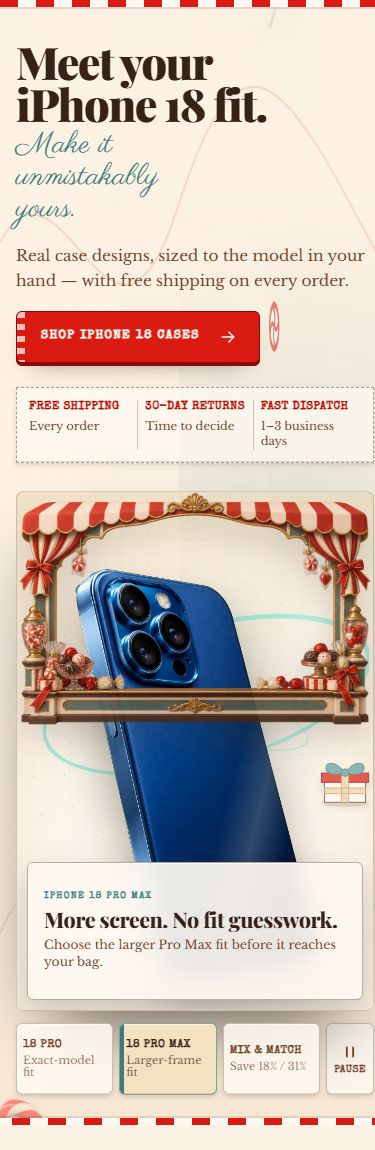 Meet your
iPhone 18 fit.
Make it
unmistakably
yours.
Real case designs, sized to the model in your
hand — with free shipping on every order.
SHOP IPHONE 18 CASES →
FREE SHIPPING
Every order
30-DAY RETURNS
Time to decide
FAST DISPATCH
1–3 business
days
IPHONE 18 PRO MAX
More screen. No fit guesswork.
Choose the larger Pro Max fit before it reaches
your bag.
18 PRO
Exact-model
fit
18 PRO MAX
Larger-frame
fit
MIX & MATCH
Save 18% / 31%
PAUSE